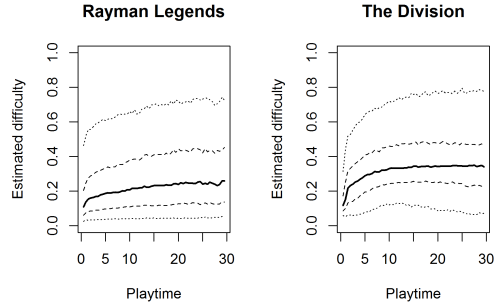 Rayman Legends
The Division
Estimated difficulty
0.0 0.2 0.4 0.6 0.8 1.0
0 5 10 20 30
Playtime
Estimated difficulty
0.0 0.2 0.4 0.6 0.8 1.0
0 5 10 20 30
Playtime